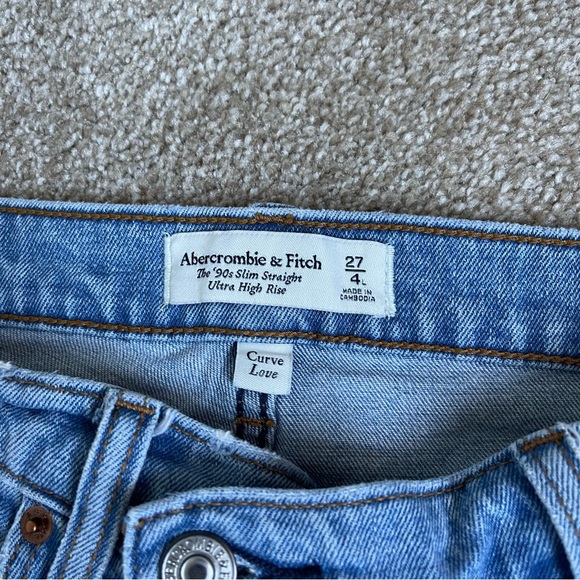 Abercrombie & Fitch
The '90s Slim Straight
Ultra High Rise
27
4L
MADE IN
CAMBODIA
Curve
Love